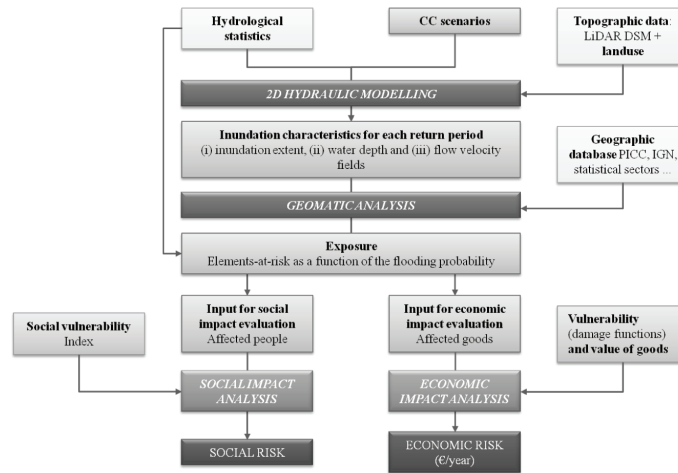 Hydrological
statistics
CC scenarios
Topographic data:
LiDAR DSM +
landuse
2D HYDRAULIC MODELLING
Inundation characteristics for each return period
(i) inundation extent, (ii) water depth and (iii) flow velocity
fields
Geographic
database PICC, IGN,
statistical sectors ...
GEOMATIC ANALYSIS
Exposure
Elements-at-risk as a function of the flooding probability
Social vulnerability
Index
Input for social
impact evaluation
Affected people
Input for economic
impact evaluation
Affected goods
Vulnerability
(damage functions)
and value of goods
SOCIAL IMPACT
ANALYSIS
ECONOMIC
IMPACT ANALYSIS
SOCIAL RISK
ECONOMIC RISK
(€/year)